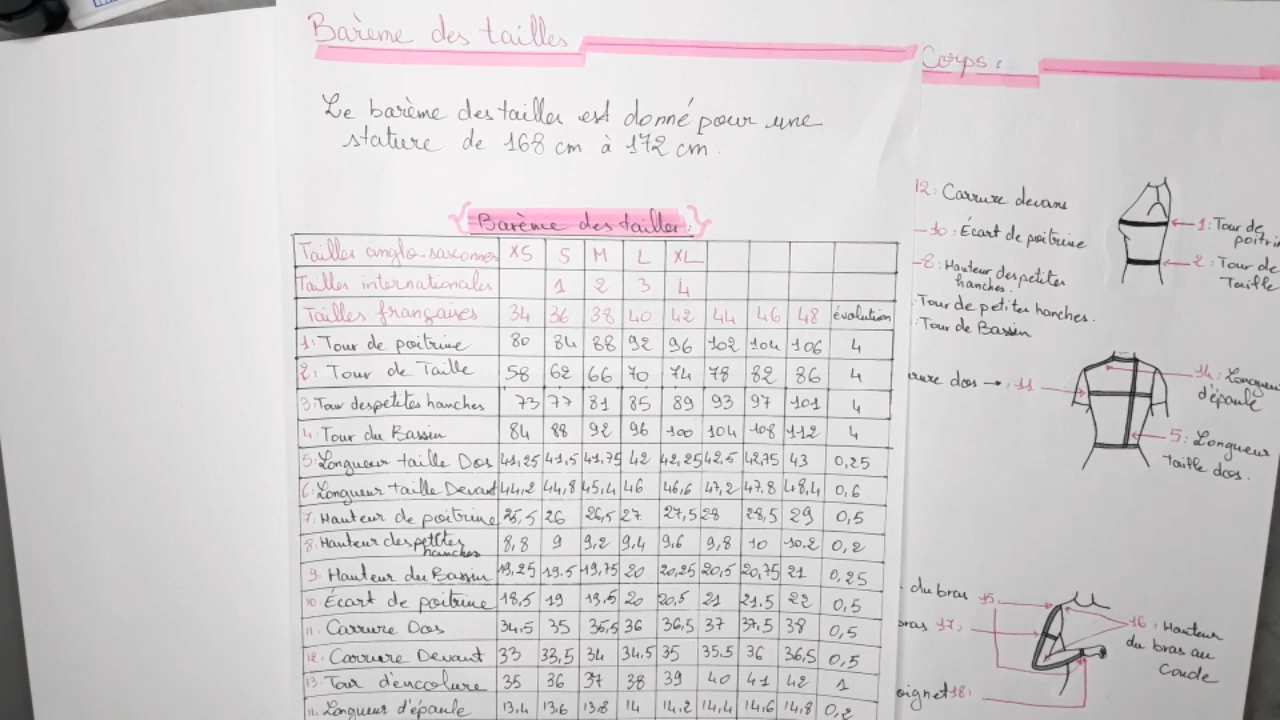 Barème des tailles
Le barème des tailles est donné pour une
stature de 168 cm à 172 cm.
Barème des tailles:
Tailles anglo-saxonnes XS S M L XL
Tailles internationales 1 2 3 4
Tailles françaises 34 36 38 40 42 44 46 48 évolution
1: Tour de poitrine 80 84 88 92 96 102 104 106 4
2: Tour de Taille 58 62 66 70 74 78 82 86 4
3: Tour des petites hanches 73 77 81 85 89 93 97 101 4
4: Tour du Bassin 84 88 92 96 100 104 108 112 4
5: Longueur taille Dos 41,25 41,5 41,75 42 42,25 42,5 42,75 43 0,25
6: Longueur taille Devant 44,2 44,8 45,4 46 46,6 47,2 47,8 48,4 0,6
7: Hauteur de poitrine 25,5 26 26,5 27 27,5 28 28,5 29 0,5
8: Hauteur des petites hanches 8,8 9 9,2 9,4 9,6 9,8 10 10.2 0,2
9: Hauteur du Bassin 19,25 19.5 19,75 20 20,25 20,5 20,75 21 0,25
10: Écart de poitrine 18,5 19 19,5 20 20,5 21 21.5 22 0,5
11: Carrure Dos 34,5 35 35,5 36 36,5 37 37,5 38 0,5
12: Carrure Devant 33 33,5 34 34.5 35 35.5 36 36,5 0,5
13: Tour d'encolure 35 36 37 38 39 40 41 42 1
14: Longueur d'épaule 13.4 13.6 13.8 14 14.2 14,4 14,6 14,8 0,2
Corps:
12: Carrure devans
10: Écart de poitrine
8: Hauteur des petites
hanches.
Tour de petites hanches.
Tour de Bassin
1: Tour de
2: Tour de
Taille
dos → : 11
14: Longueu
d'épaule
5: Longueur
taille dos.
du bras 15
bras 17:
oignet 18:
16: Hauteur
du bras au
Coude